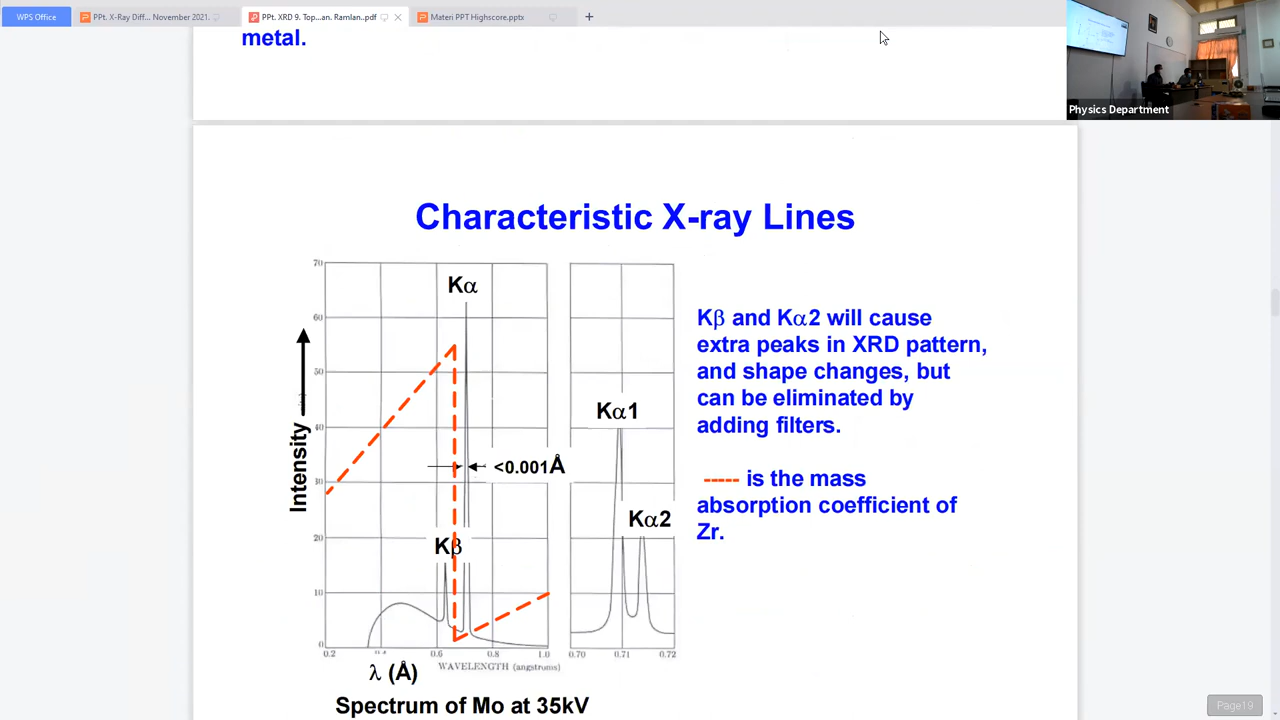 WPS Office
PPt. X-Ray Diff... November 2021.
PPt. XRD 9. Top...an. Ramlan..pdf
Materi PPT Highscore.pptx
metal.
Physics Department
Characteristic X-ray Lines
70
60
50
40
30
20
10
0
Intensity
Kα
<0.001Å
Kβ
0.2
0.4
0.6
0.8
1.0
WAVELENGTH (angstroms)
λ (Å)
Kα1
Kα2
0.70
0.71
0.72
Kβ and Kα2 will cause
extra peaks in XRD pattern,
and shape changes, but
can be eliminated by
adding filters.
----- is the mass
absorption coefficient of
Zr.
Spectrum of Mo at 35kV
Page19